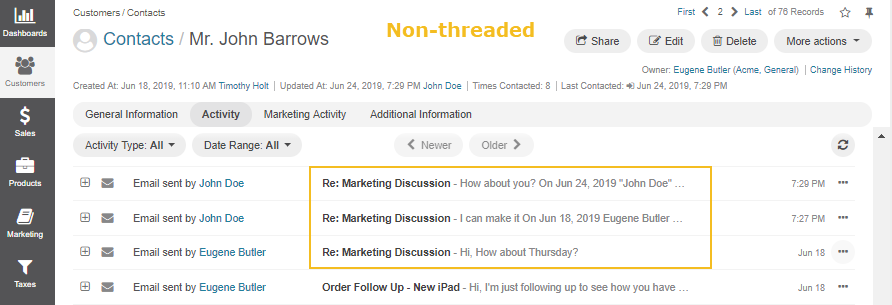 Dashboards
Customers
Sales
Products
Marketing
Taxes
Customers / Contacts
First 2 Last of 76 Records
Contacts / Mr. John Barrows
Non-threaded
Share Edit Delete More actions
Owner: Eugene Butler (Acme, General) | Change History
Created At: Jun 18, 2019, 11:10 AM Timothy Holt | Updated At: Jun 24, 2019, 7:29 PM John Doe | Times Contacted: 8 | Last Contacted: Jun 24, 2019, 7:29 PM
General Information Activity Marketing Activity Additional Information
Activity Type: All Date Range: All Newer Older
Email sent by John Doe Re: Marketing Discussion - How about you? On Jun 24, 2019 "John Doe" ... 7:29 PM ...
Email sent by John Doe Re: Marketing Discussion - I can make it On Jun 18, 2019 Eugene Butler ... 7:27 PM ...
Email sent by Eugene Butler Re: Marketing Discussion - Hi, How about Thursday? Jun 18 ...
Email sent by Eugene Butler Order Follow Up - New iPad - Hi, I'm just following up to see how you have ... Jun 18 ...